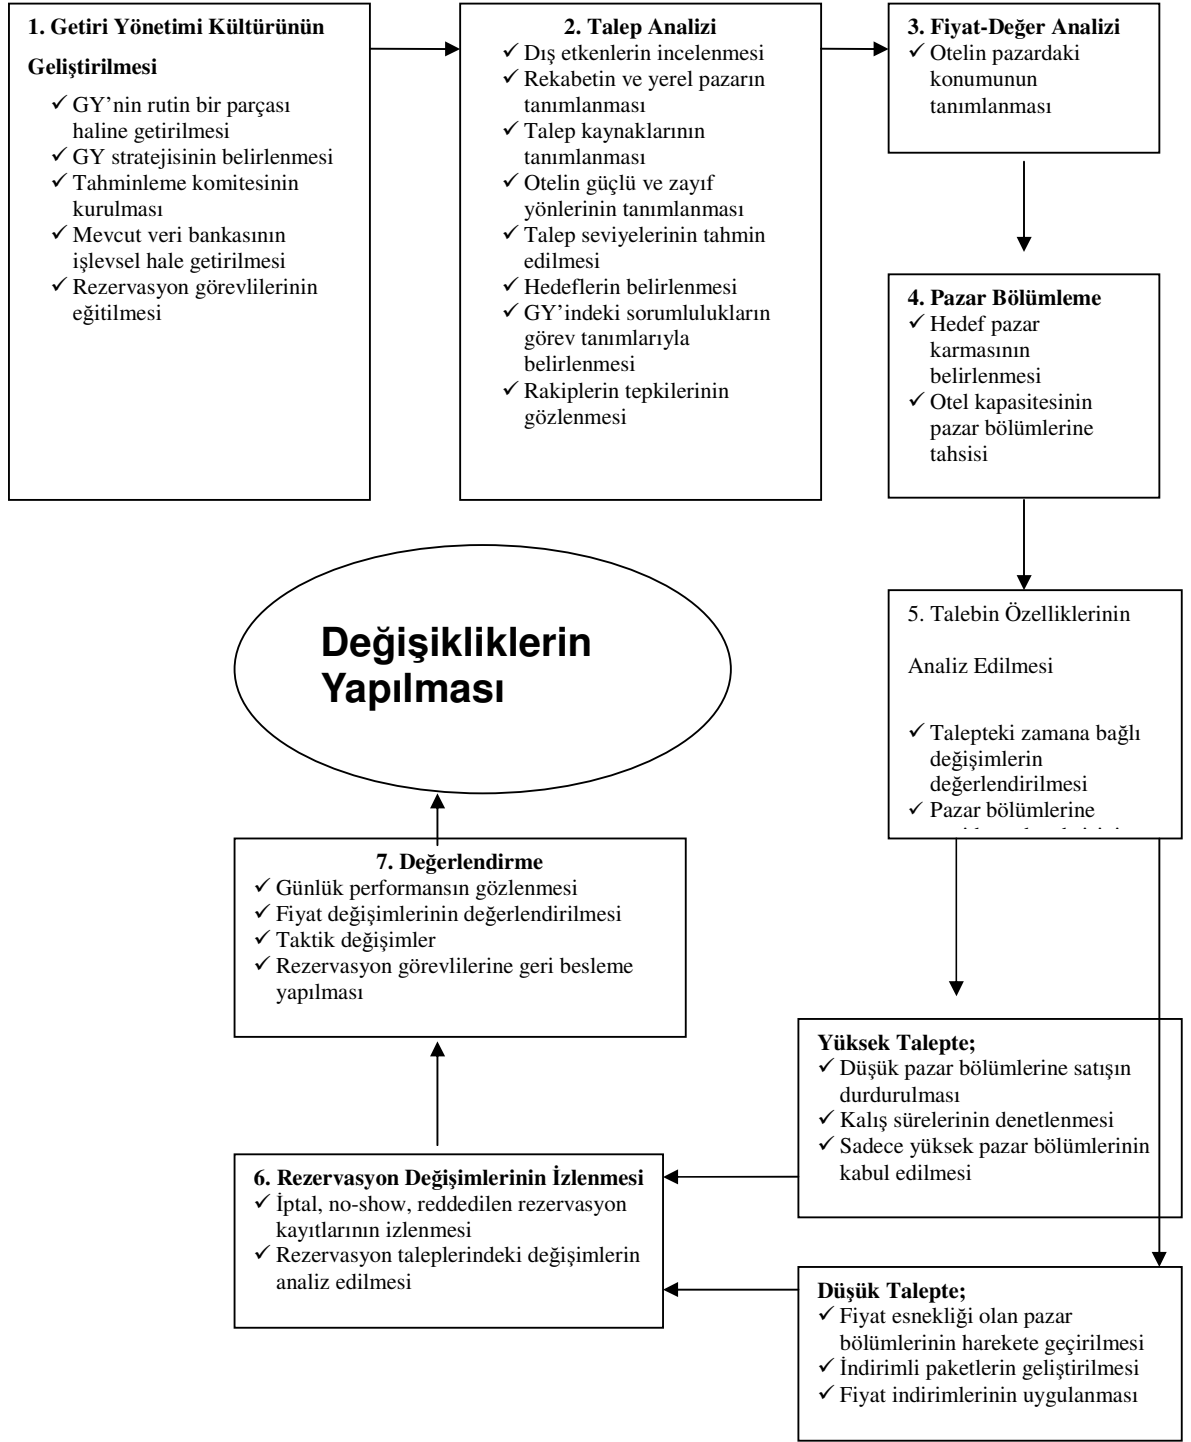 1. Getiri Yönetimi Kültürünün
Geliştirilmesi
✓ GY’nin rutin bir parçası
haline getirilmesi
✓ GY stratejisinin belirlenmesi
✓ Tahminleme komitesinin
kurulması
✓ Mevcut veri bankasının
işlevsel hale getirilmesi
✓ Rezervasyon görevlilerinin
eğitilmesi
2. Talep Analizi
✓ Dış etkenlerin incelenmesi
✓ Rekabetin ve yerel pazarın
tanımlanması
✓ Talep kaynaklarının
tanımlanması
✓ Otelin güçlü ve zayıf
yönlerinin tanımlanması
✓ Talep seviyelerinin tahmin
edilmesi
✓ Hedeflerin belirlenmesi
✓ GY’indeki sorumlulukların
görev tanımlarıyla
belirlenmesi
✓ Rakiplerin tepkilerinin
gözlenmesi
3. Fiyat-Değer Analizi
✓ Otelin pazardaki
konumunun
tanımlanması
4. Pazar Bölümleme
✓ Hedef pazar
karmasının
belirlenmesi
✓ Otel kapasitesinin
pazar bölümlerine
tahsisi
5. Talebin Özelliklerinin
Analiz Edilmesi
✓ Talepteki zamana bağlı
değişimlerin
değerlendirilmesi
✓ Pazar bölümlerine
Yüksek Talepte;
✓ Düşük pazar bölümlerine satışın
durdurulması
✓ Kalış sürelerinin denetlenmesi
✓ Sadece yüksek pazar bölümlerinin
kabul edilmesi
Düşük Talepte;
✓ Fiyat esnekliği olan pazar
bölümlerinin harekete geçirilmesi
✓ İndirimli paketlerin geliştirilmesi
✓ Fiyat indirimlerinin uygulanması
6. Rezervasyon Değişimlerinin İzlenmesi
✓ İptal, no-show, reddedilen rezervasyon
kayıtlarının izlenmesi
✓ Rezervasyon taleplerindeki değişimlerin
analiz edilmesi
7. Değerlendirme
✓ Günlük performansın gözlenmesi
✓ Fiyat değişimlerinin değerlendirilmesi
✓ Taktik değişimler
✓ Rezervasyon görevlilerine geri besleme
yapılması
Değişikliklerin
Yapılması